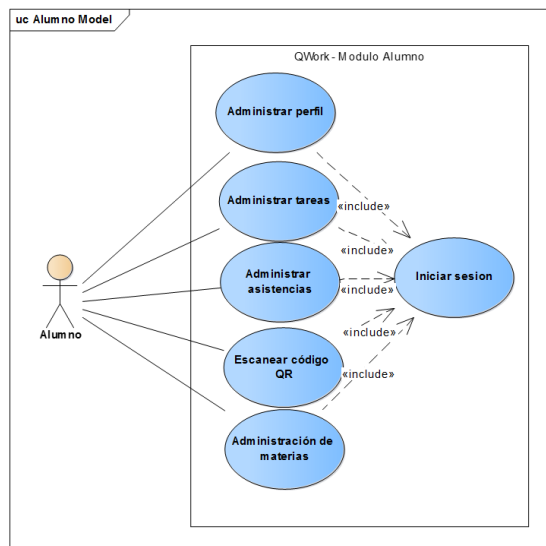 uc Alumno Model
QWork - Modulo Alumno
Administrar perfil
Administrar tareas
«include»
«include»
Administrar
asistencias
Iniciar sesion
«include»
Alumno
«include»
Escanear código
QR
«include»
Administración de
materias